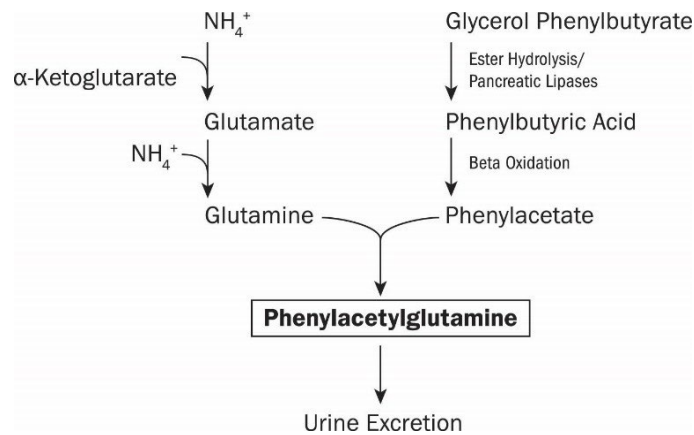 NH₄⁺
Glycerol Phenylbutyrate
α-Ketoglutarate
Ester Hydrolysis/
Pancreatic Lipases
Glutamate
Phenylbutyric Acid
NH₄⁺
Beta Oxidation
Glutamine
Phenylacetate
Phenylacetylglutamine
Urine Excretion